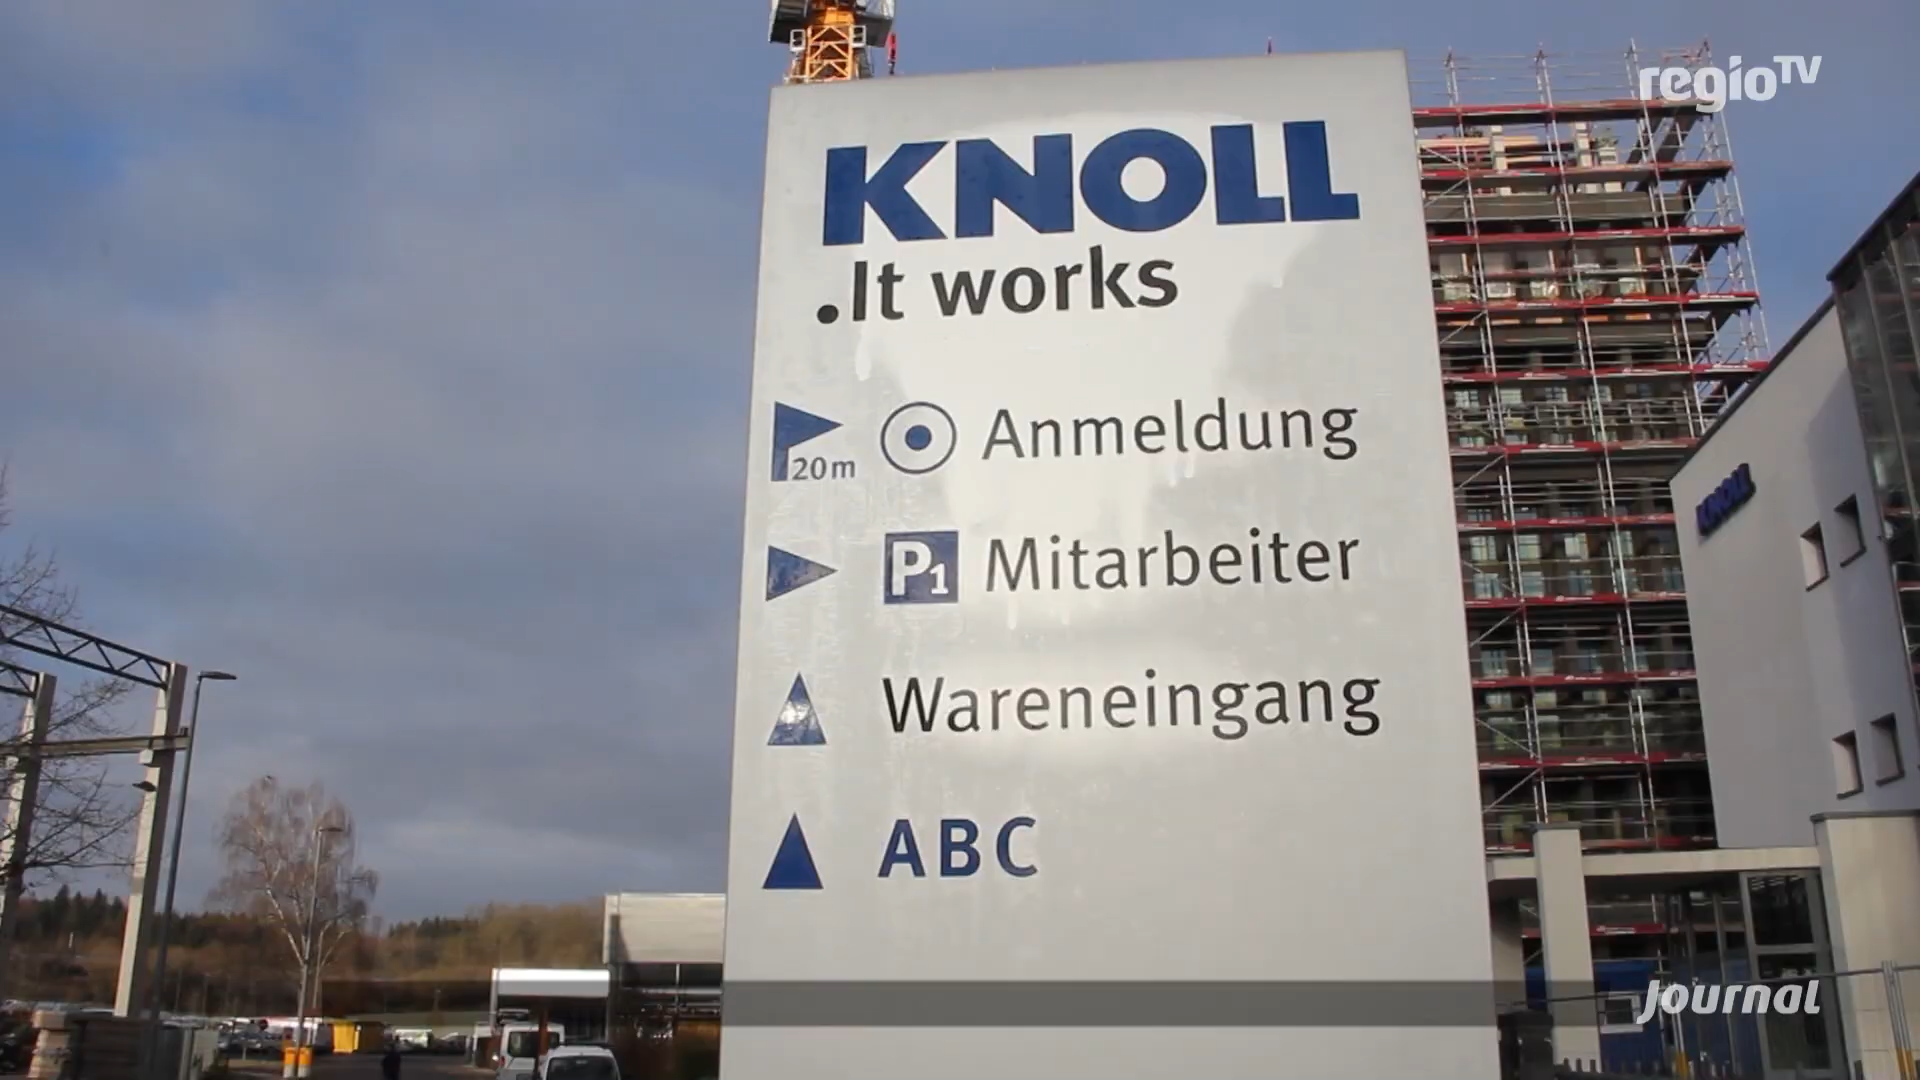 regioTV
KNOLL
.It works
20m Anmeldung
P1 Mitarbeiter
Wareneingang
ABC
KNOLL
Journal